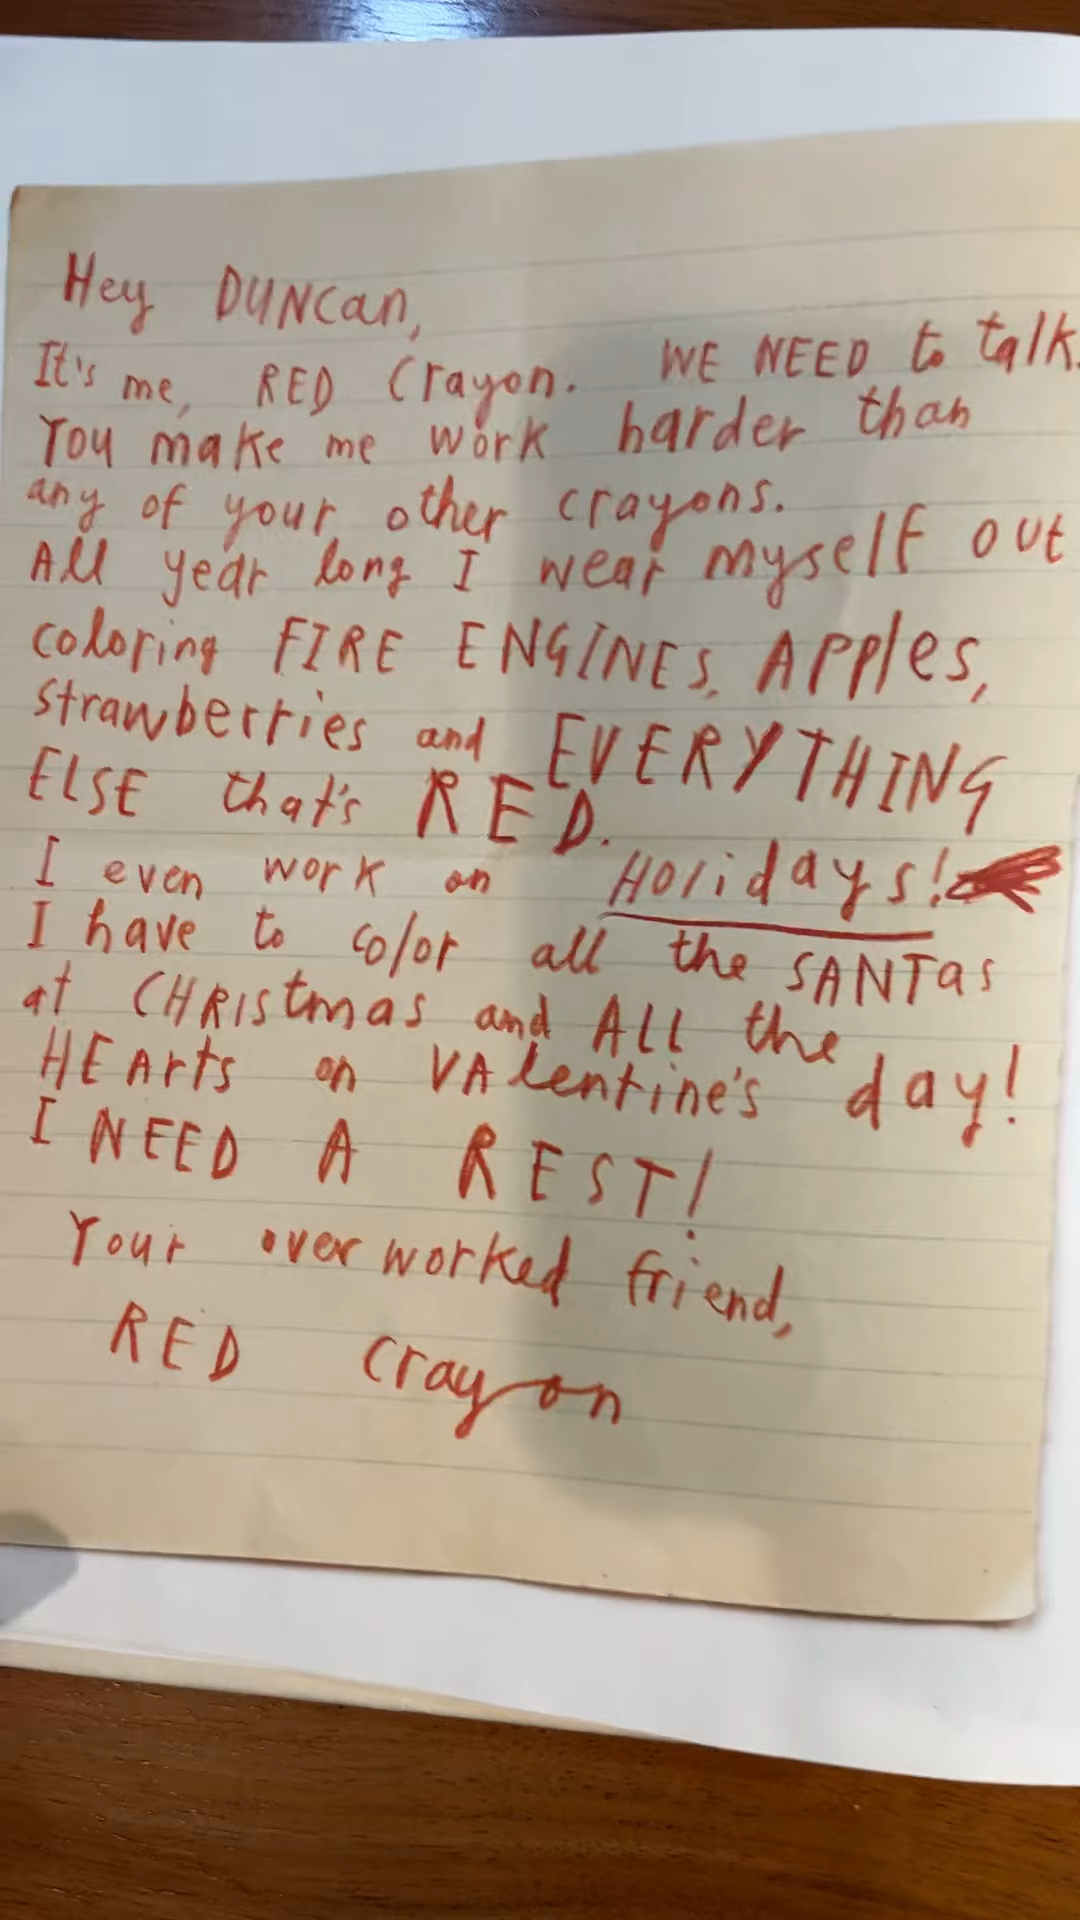 Hey DUNCan,
It's me, RED Crayon. WE NEED to talk.
You make me work harder than
any of your other crayons.
All year long I wear myself out
coloring FIRE ENGINES, APPles,
strawberries and EVERYTHING
ELSE that's RED.
I even work on Holidays!
I have to color all the SANTas
at CHRIStmas and ALL the
HEArts on VAlentine's day!
I NEED A REST!
Your overworked friend,
RED Crayon